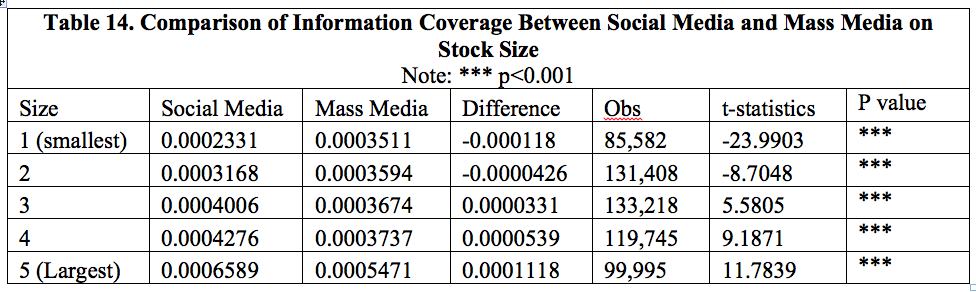 Table 14. Comparison of Information Coverage Between Social Media and Mass Media on
Stock Size
Note: *** p<0.001
Size Social Media Mass Media Difference Obs t-statistics P value
1 (smallest) 0.0002331 0.0003511 -0.000118 85,582 -23.9903 ***
2 0.0003168 0.0003594 -0.0000426 131,408 -8.7048 ***
3 0.0004006 0.0003674 0.0000331 133,218 5.5805 ***
4 0.0004276 0.0003737 0.0000539 119,745 9.1871 ***
5 (Largest) 0.0006589 0.0005471 0.0001118 99,995 11.7839 ***